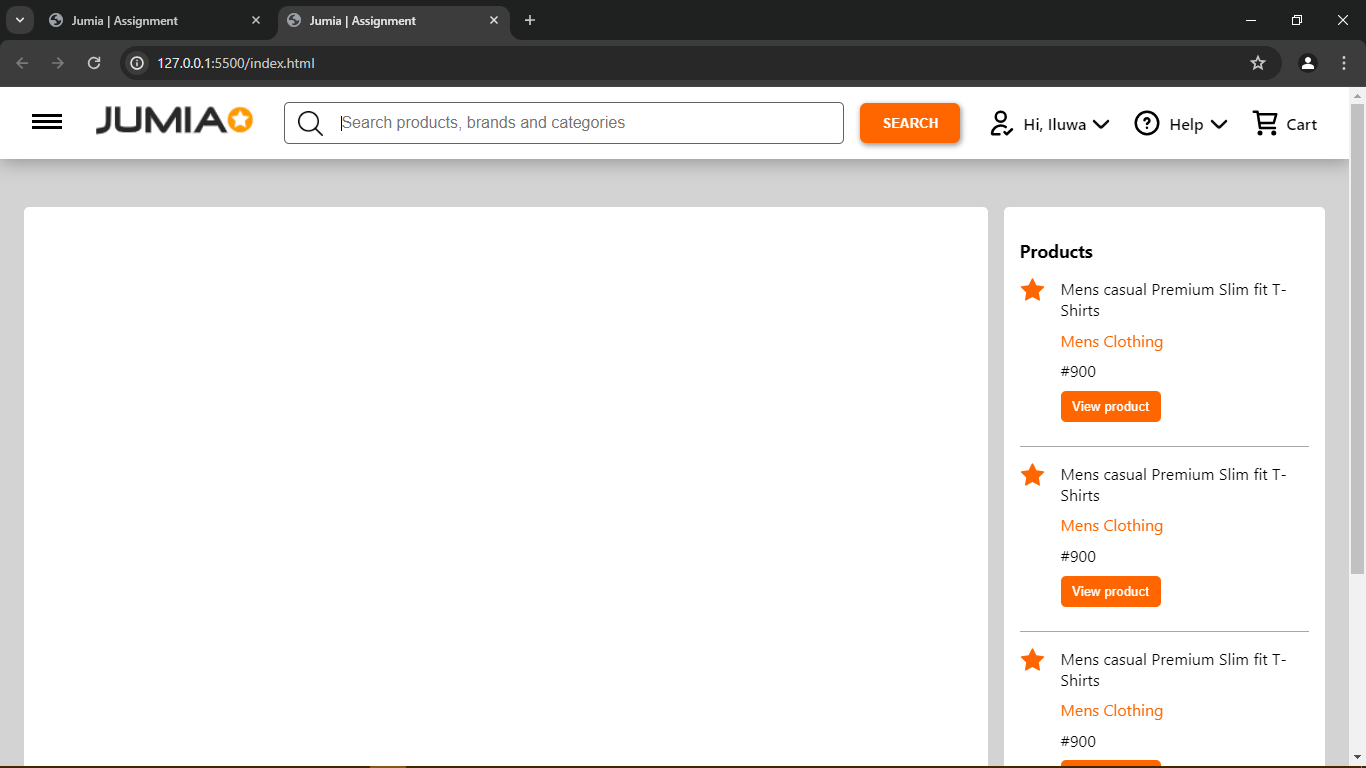 Jumia | Assignment
Jumia | Assignment
127.0.0.1:5500/index.html
JUMIA
Search products, brands and categories
SEARCH
Hi, Iluwa
Help
Cart
Products
Mens casual Premium Slim fit T-
Shirts
Mens Clothing
#900
View product
Mens casual Premium Slim fit T-
Shirts
Mens Clothing
#900
View product
Mens casual Premium Slim fit T-
Shirts
Mens Clothing
#900